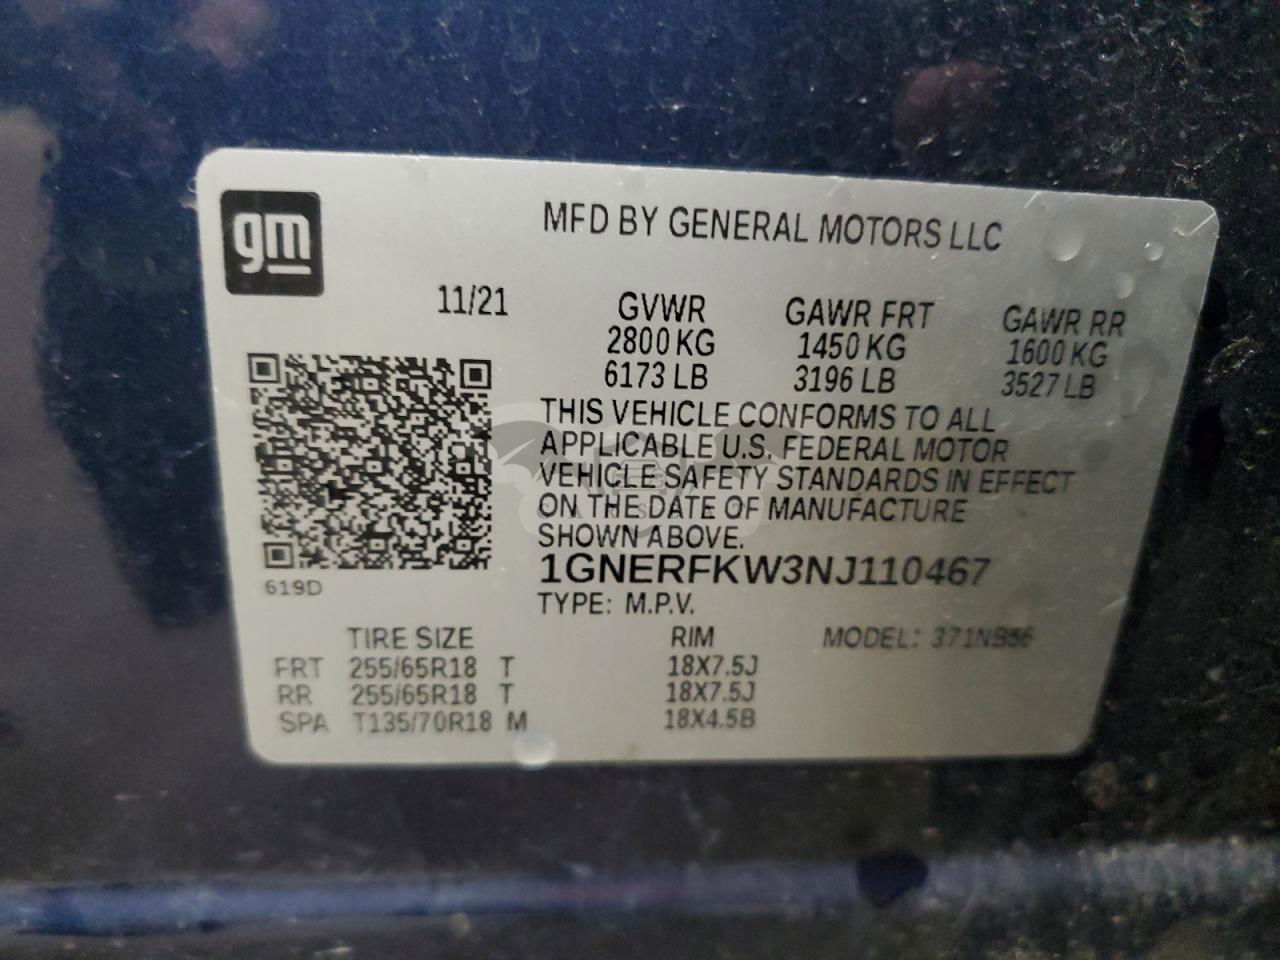 gm
MFD BY GENERAL MOTORS LLC
11/21 GVWR GAWR FRT GAWR RR
2800 KG 1450 KG 1600 KG
6173 LB 3196 LB 3527 LB
THIS VEHICLE CONFORMS TO ALL
APPLICABLE U.S. FEDERAL MOTOR
VEHICLE SAFETY STANDARDS IN EFFECT
ON THE DATE OF MANUFACTURE
SHOWN ABOVE.
1GNERFKW3NJ110467
619D
TYPE: M.P.V.
TIRE SIZE RIM MODEL:
FRT 255/65R18 T 18X7.5J
RR 255/65R18 T 18X7.5J
SPA T135/70R18 M 18X4.5B